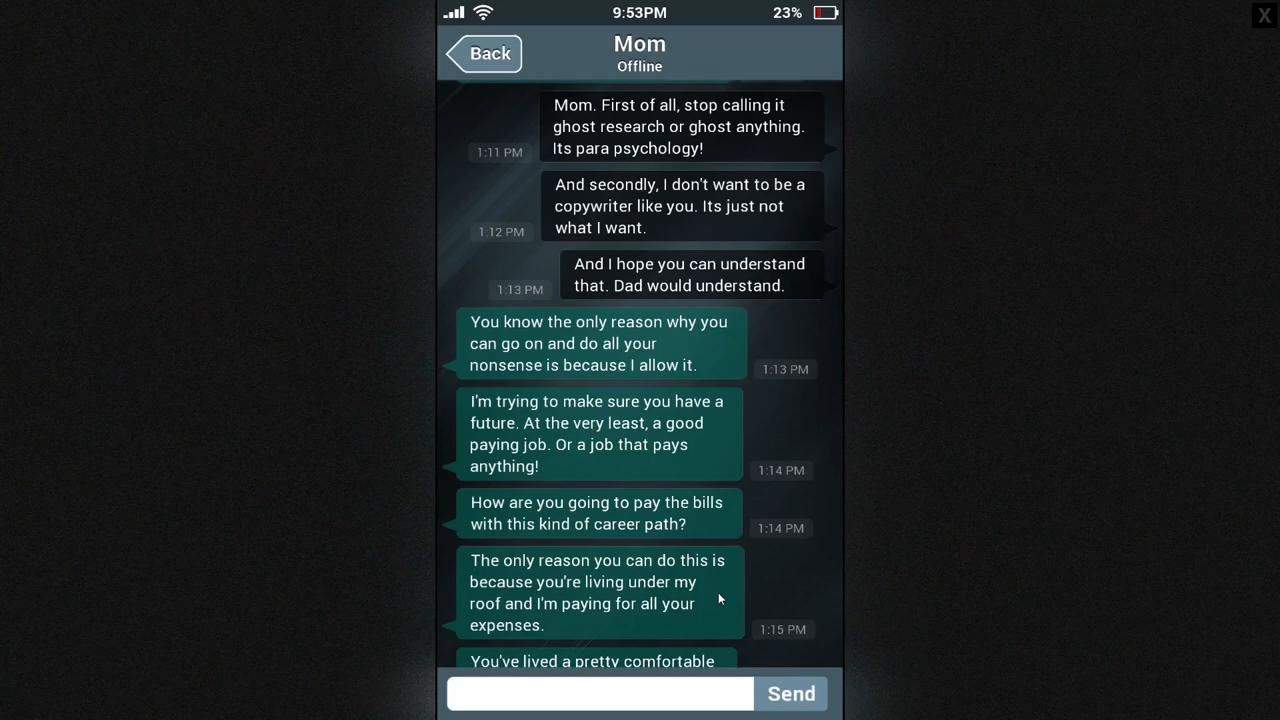 9:53PM
23%
X
Back
Mom
Offline
Mom. First of all, stop calling it
ghost research or ghost anything.
Its para psychology!
1:11 PM
And secondly, I don't want to be a
copywriter like you. Its just not
what I want.
1:12 PM
And I hope you can understand
that. Dad would understand.
1:13 PM
You know the only reason why you
can go on and do all your
nonsense is because I allow it.
1:13 PM
I'm trying to make sure you have a
future. At the very least, a good
paying job. Or a job that pays
anything!
1:14 PM
How are you going to pay the bills
with this kind of career path?
1:14 PM
The only reason you can do this is
because you're living under my
roof and I'm paying for all your
expenses.
1:15 PM
You've lived a pretty comfortable
Send